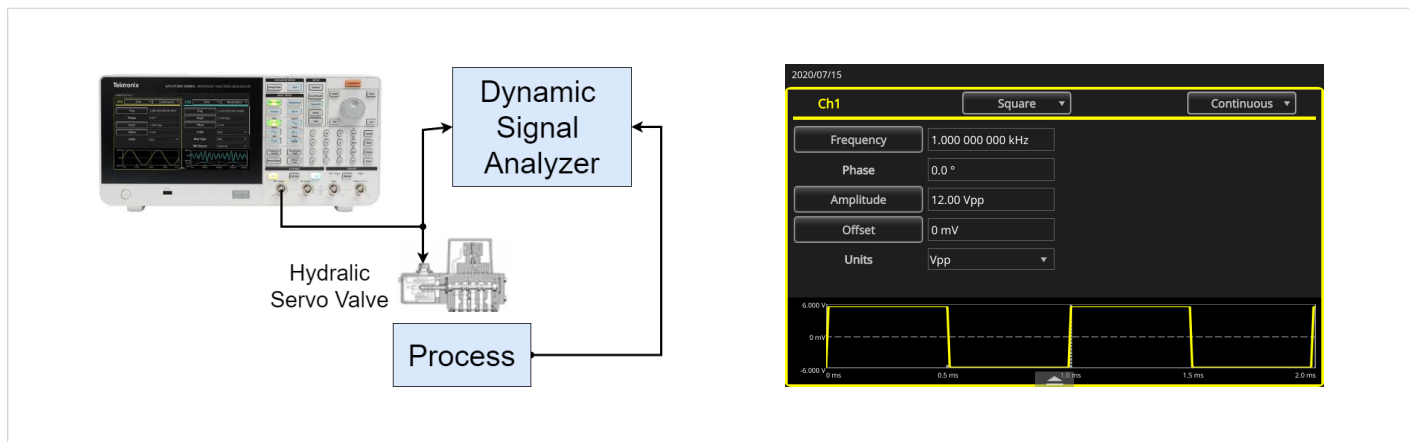 Tektronix
Dynamic
Signal
Analyzer
Hydralic
Servo Valve
Process
2020/07/15
Ch1
Square
Continuous
Frequency
1.000 000 000 kHz
Phase
0.0 °
Amplitude
12.00 Vpp
Offset
0 mV
Units
Vpp
6.000 V
0 mV
-6.000 V
0 ms
0.5 ms
1.0 ms
1.5 ms
2.0 ms